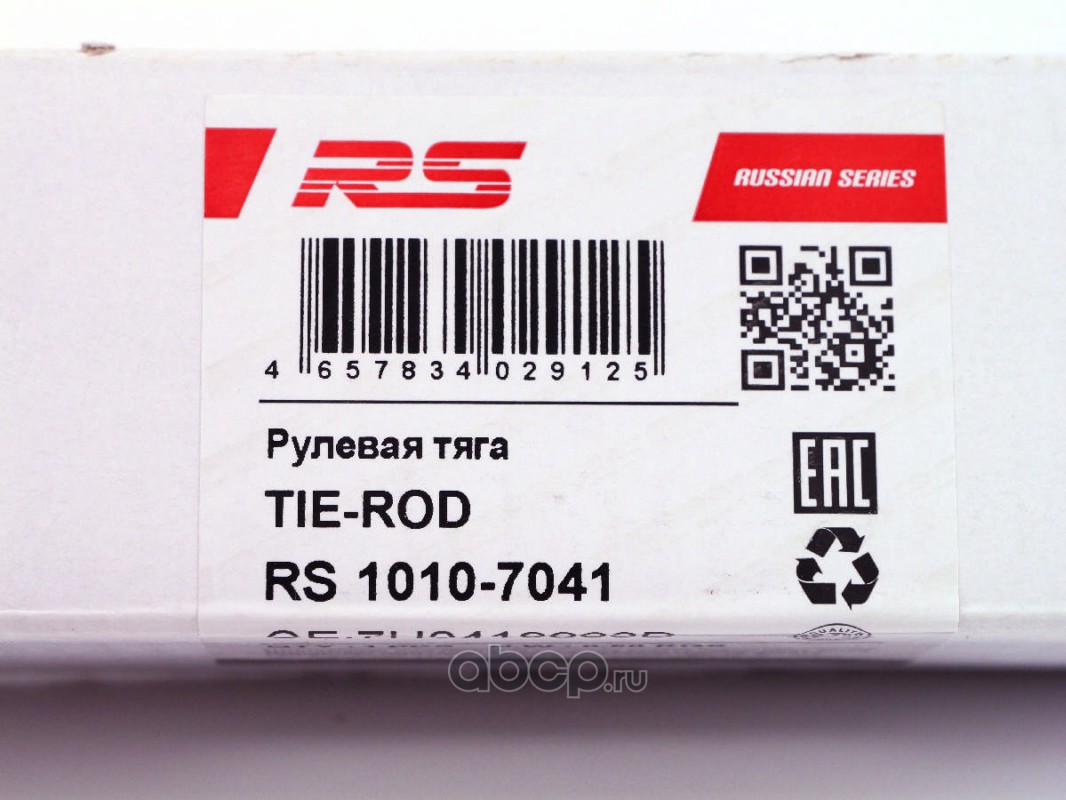 RS
RUSSIAN SERIES
4 657834 029125
Рулевая тяга
TIE-ROD
RS 1010-7041
EAC
abcp.ru